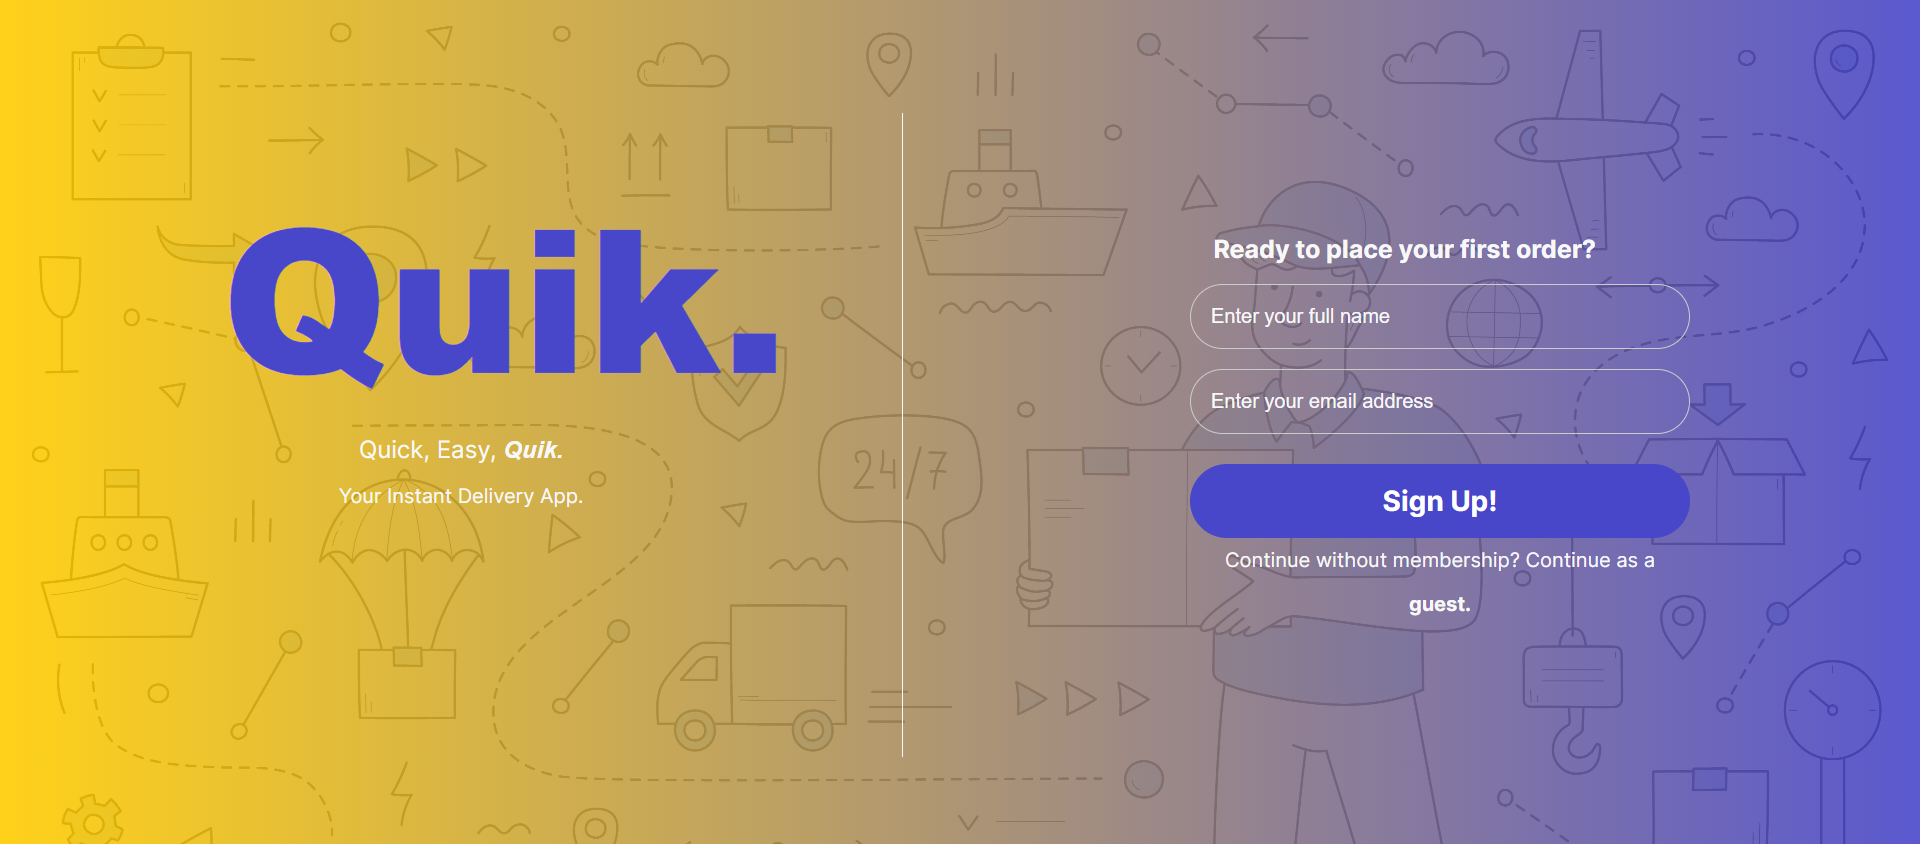 Quik.
Quick, Easy, Quik.
Your Instant Delivery App.
24/7
Ready to place your first order?
Enter your full name
Enter your email address
Sign Up!
Continue without membership? Continue as a
guest.